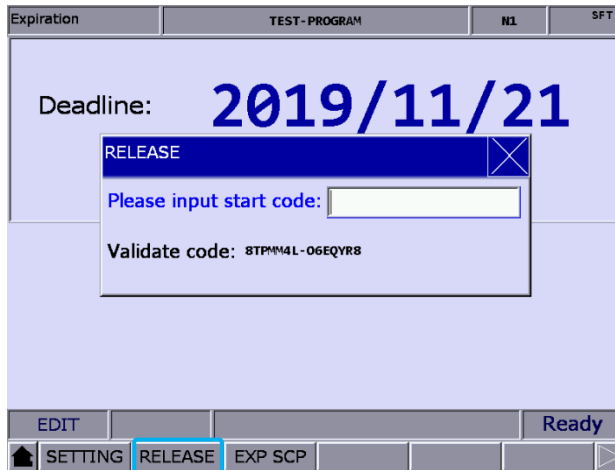 Expiration TEST-PROGRAM N1 SFT
Deadline: 2019/11/21
RELEASE
Please input start code:
Validate code: 8TPMM4L-O6EQYR8
EDIT Ready
SETTING RELEASE EXP SCP